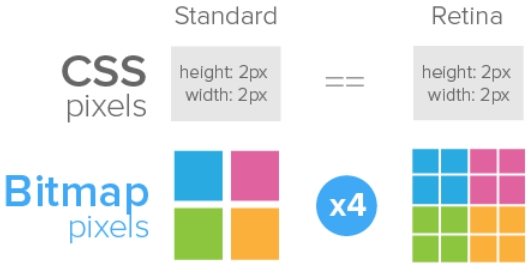 Standard
Retina
CSS
pixels
height: 2px
width: 2px
==
height: 2px
width: 2px
Bitmap
pixels
x4